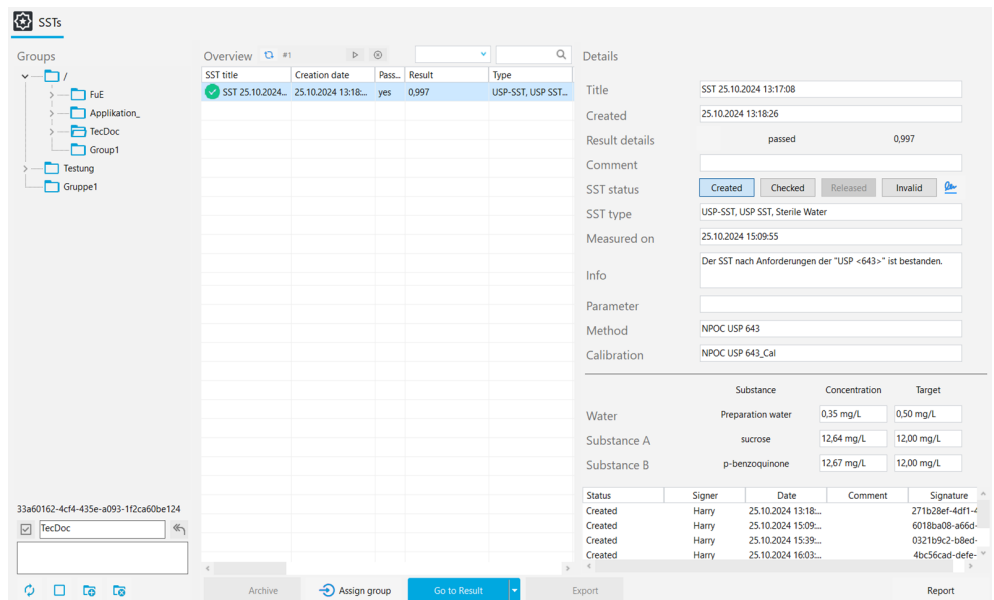 SSTs
Groups
/
FuE
Applikation_
TecDoc
Group1
Testung
Gruppe1
33a60162-4cf4-435e-a093-1f2ca60be124
TecDoc
Overview #1
SST title Creation date Pass... Result Type
SST 25.10.2024... 25.10.2024 13:18:... yes 0,997 USP-SST, USP SST...
Archive Assign group Go to Result Export
Details
Title SST 25.10.2024 13:17:08
Created 25.10.2024 13:18:26
Result details passed 0,997
Comment
SST status Created Checked Released Invalid
SST type USP-SST, USP SST, Sterile Water
Measured on 25.10.2024 15:09:55
Info Der SST nach Anforderungen der "USP <643>" ist bestanden.
Parameter
Method NPOC USP 643
Calibration NPOC USP 643_Cal
Substance Concentration Target
Water Preparation water 0,35 mg/L 0,50 mg/L
Substance A sucrose 12,64 mg/L 12,00 mg/L
Substance B p-benzoquinone 12,67 mg/L 12,00 mg/L
Status Signer Date Comment Signature
Created Harry 25.10.2024 13:18:... 271b28ef-4df1-4
Created Harry 25.10.2024 15:09:... 6018ba08-a66d-
Created Harry 25.10.2024 15:39:... 0321b9c2-b8ed-
Created Harry 25.10.2024 16:03:... 4bc56cad-defe-
Report